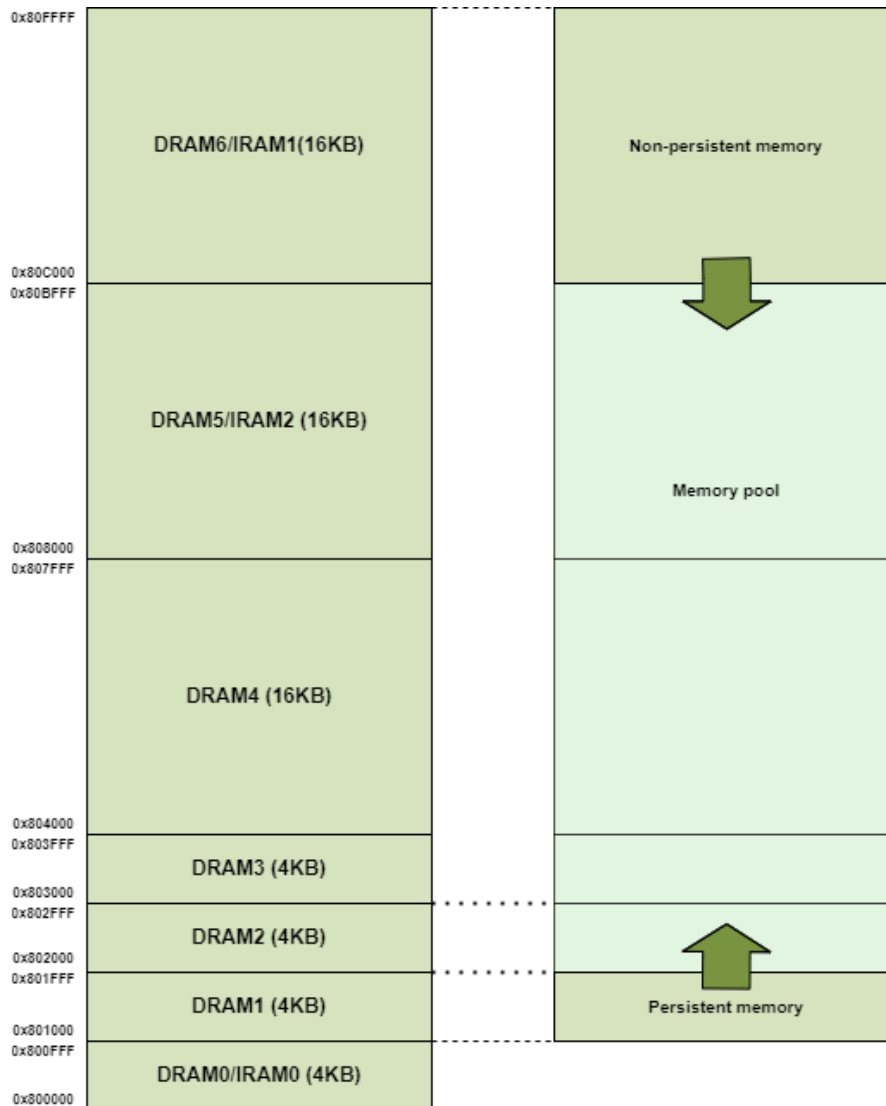 0x80FFFF
DRAM6/IRAM1(16KB)
Non-persistent memory
0x80C000
0x80BFFF
DRAM5/IRAM2 (16KB)
Memory pool
0x808000
0x807FFF
DRAM4 (16KB)
0x804000
0x803FFF
DRAM3 (4KB)
0x803000
0x802FFF
DRAM2 (4KB)
0x802000
0x801FFF
DRAM1 (4KB)
Persistent memory
0x801000
0x800FFF
DRAM0/IRAM0 (4KB)
0x800000